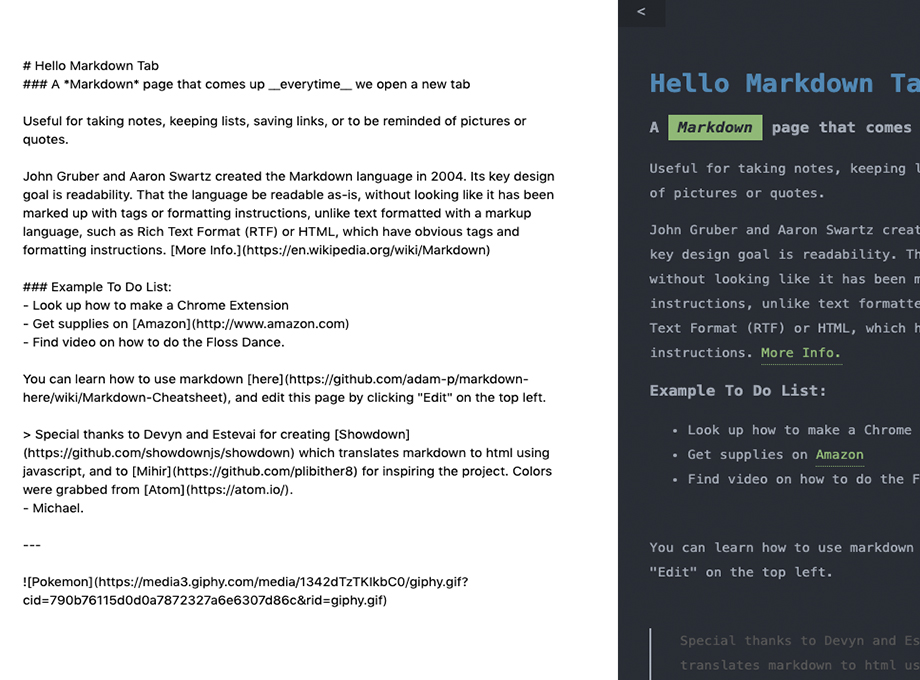 # Hello Markdown Tab
### A *Markdown* page that comes up __everytime__ we open a new tab
Useful for taking notes, keeping lists, saving links, or to be reminded of pictures or
quotes.
John Gruber and Aaron Swartz created the Markdown language in 2004. Its key design
goal is readability. That the language be readable as-is, without looking like it has been
marked up with tags or formatting instructions, unlike text formatted with a markup
language, such as Rich Text Format (RTF) or HTML, which have obvious tags and
formatting instructions. [More Info.](https://en.wikipedia.org/wiki/Markdown)
### Example To Do List:
- Look up how to make a Chrome Extension
- Get supplies on [Amazon](http://www.amazon.com)
- Find video on how to do the Floss Dance.
You can learn how to use markdown [here](https://github.com/adam-p/markdown-
here/wiki/Markdown-Cheatsheet), and edit this page by clicking "Edit" on the top left.
> Special thanks to Devyn and Estevai for creating [Showdown]
(https://github.com/showdownjs/showdown) which translates markdown to html using
javascript, and to [Mihir](https://github.com/plibither8) for inspiring the project. Colors
were grabbed from [Atom](https://atom.io/).
- Michael.
---
![Pokemon](https://media3.giphy.com/media/1342dTzTKlkbC0/giphy.gif?
cid=790b76115d0d0a7872327a6e6307d86c&rid=giphy.gif)
<
Hello Markdown Ta
A Markdown page that comes
Useful for taking notes, keeping l
of pictures or quotes.
John Gruber and Aaron Swartz creat
key design goal is readability. Th
without looking like it has been m
instructions, unlike text formatte
Text Format (RTF) or HTML, which h
instructions. More Info.
Example To Do List:
• Look up how to make a Chrome
• Get supplies on Amazon
• Find video on how to do the F
You can learn how to use markdown
"Edit" on the top left.
Special thanks to Devyn and Es
translates markdown to html us